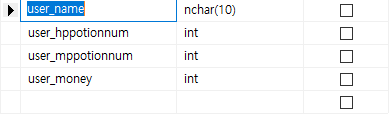 user_name nchar(10)
user_hppotionnum int
user_mppotionnum int
user_money int